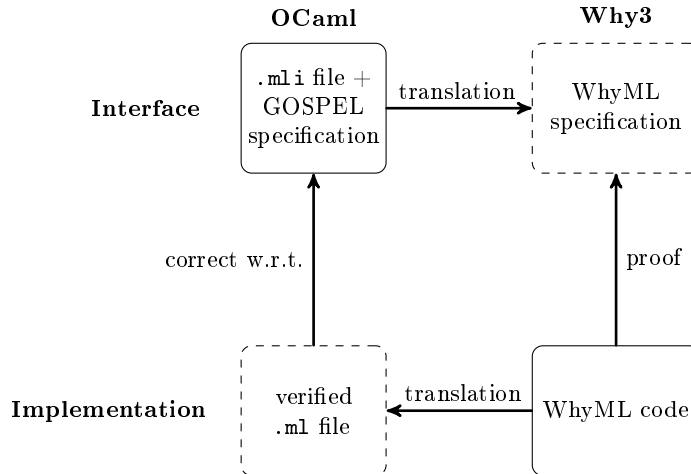 OCaml
Why3
Interface
.mli file +
GOSPEL
specification
translation
WhyML
specification
correct w.r.t.
proof
Implementation
verified
.ml file
translation
WhyML code